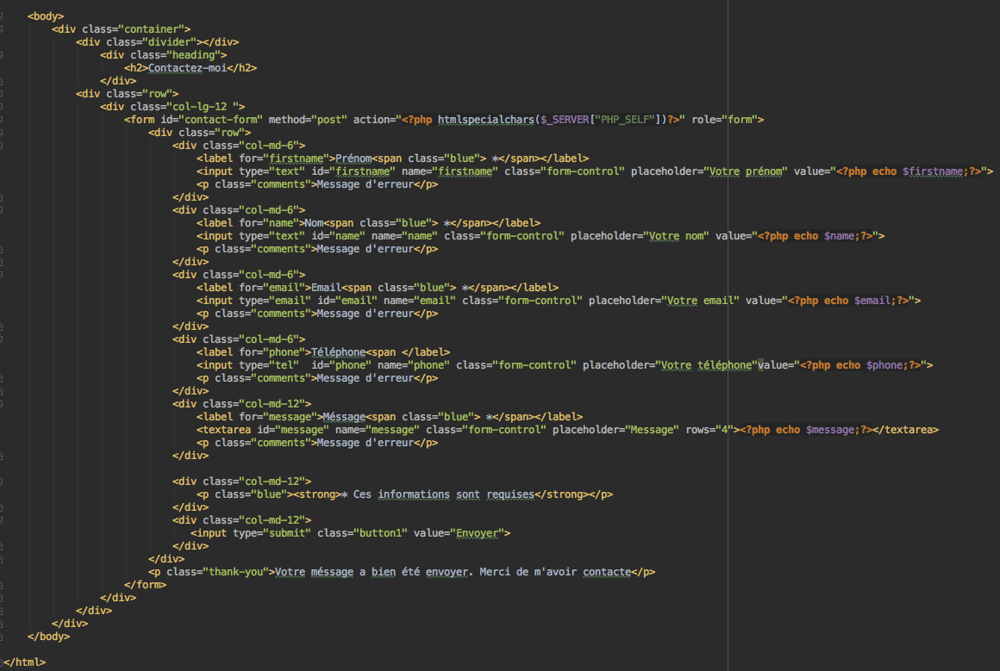 <body>
<div class="container">
<div class="divider"></div>
<div class="heading">
<h2>Contactez-moi</h2>
</div>
<div class="row">
<div class="col-lg-12 ">
<form id="contact-form" method="post" action="<?php htmlspecialchars($_SERVER["PHP_SELF"])?>" role="form">
<div class="row">
<div class="col-md-6">
<label for="firstname">Prénom<span class="blue"> *</span></label>
<input type="text" id="firstname" name="firstname" class="form-control" placeholder="Votre prénom" value="<?php echo $firstname;?>">
<p class="comments">Message d'erreur</p>
</div>
<div class="col-md-6">
<label for="name">Nom<span class="blue"> *</span></label>
<input type="text" id="name" name="name" class="form-control" placeholder="Votre nom" value="<?php echo $name;?>">
<p class="comments">Message d'erreur</p>
</div>
<div class="col-md-6">
<label for="email">Email<span class="blue"> *</span></label>
<input type="email" id="email" name="email" class="form-control" placeholder="Votre email" value="<?php echo $email;?>">
<p class="comments">Message d'erreur</p>
</div>
<div class="col-md-6">
<label for="phone">Téléphone<span </label>
<input type="tel"  id="phone" name="phone" class="form-control" placeholder="Votre téléphone"value="<?php echo $phone;?>">
<p class="comments">Message d'erreur</p>
</div>
<div class="col-md-12">
<label for="message">Méssage<span class="blue"> *</span></label>
<textarea id="message" name="message" class="form-control" placeholder="Message" rows="4"><?php echo $message;?></textarea>
<p class="comments">Message d'erreur</p>
</div>
<div class="col-md-12">
<p class="blue"><strong>* Ces informations sont requises</strong></p>
</div>
<div class="col-md-12">
<input type="submit" class="button1" value="Envoyer">
</div>
</div>
<p class="thank-you">Votre méssage a bien été envoyer. Merci de m'avoir contacte</p>
</form>
</div>
</div>
</div>
</body>
</html>